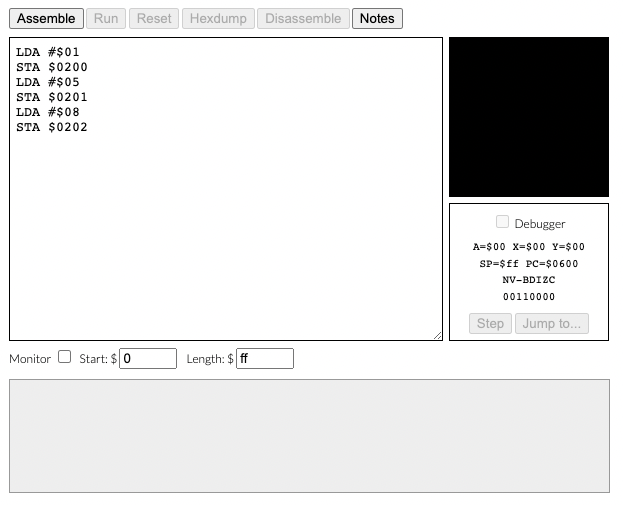 Assemble Run Reset Hexdump Disassemble Notes
LDA #$01
STA $0200
LDA #$05
STA $0201
LDA #$08
STA $0202
Debugger
A=$00 X=$00 Y=$00
SP=$ff PC=$0600
NV-BDIZC
00110000
Step Jump to...
Monitor Start: $ 0 Length: $ ff